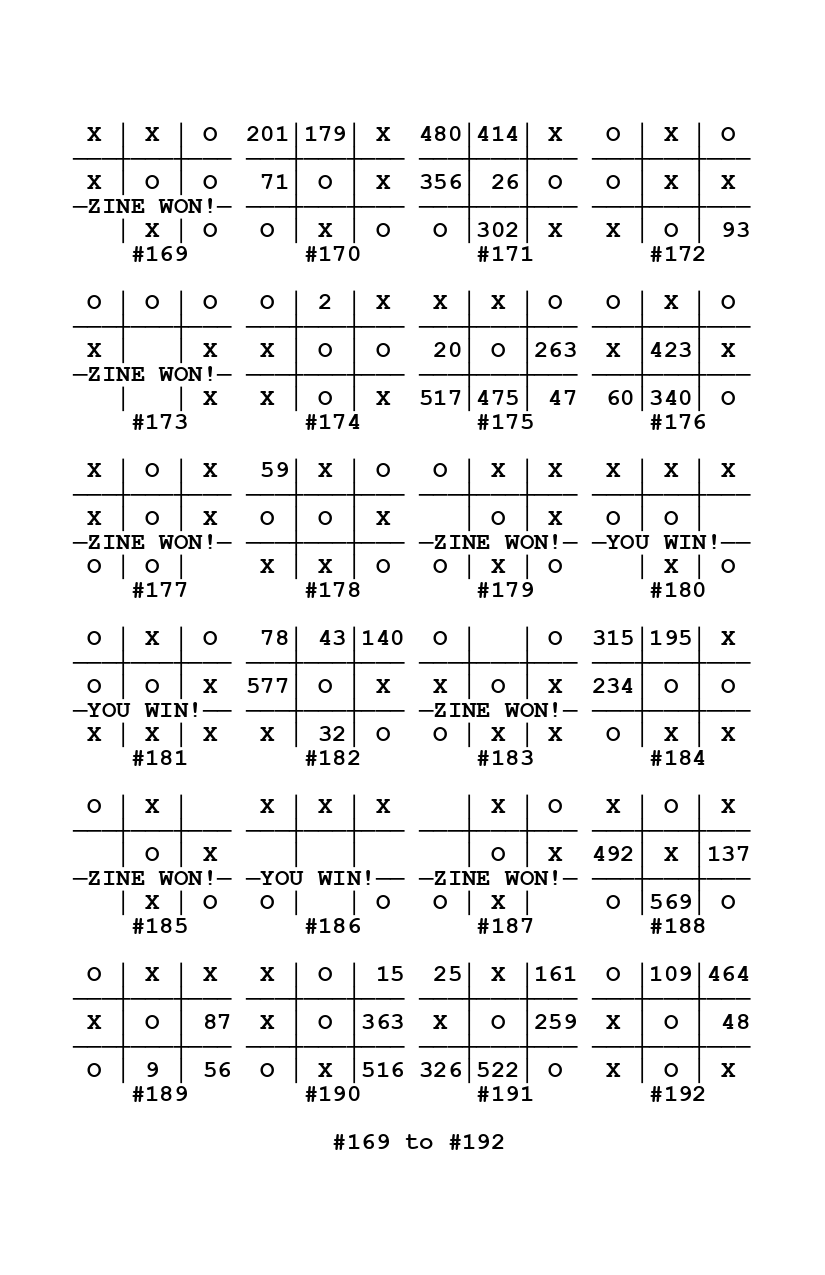 X | X | O 201|179| X 480|414| X O | X | O
X | O | O 71| O | X 356| 26| O O | X | X
—ZINE WON!—
| X | O O | X | O O |302| X X | O | 93
#169 #170 #171 #172
O | O | O O | 2 | X X | X | O O | X | O
X | | X X | O | O 20| O |263 X |423| X
—ZINE WON!—
| | X X | O | X 517|475| 47 60|340| O
#173 #174 #175 #176
X | O | X 59| X | O O | X | X X | X | X
X | O | X O | O | X | O | X O | O |
—ZINE WON!— —ZINE WON!— —YOU WIN!——
O | O | X | X | O O | X | O | X | O
#177 #178 #179 #180
O | X | O 78| 43|140 O | | O 315|195| X
O | O | X 577| O | X X | O | X 234| O | O
—YOU WIN!—— —ZINE WON!—
X | X | X X | 32| O O | X | X O | X | X
#181 #182 #183 #184
O | X | X | X | X | X | O X | O | X
| O | X | | | O | X 492| X |137
—ZINE WON!— —YOU WIN!—— —ZINE WON!—
| X | O O | | O O | X | O |569| O
#185 #186 #187 #188
O | X | X X | O | 15 25| X |161 O |109|464
X | O | 87 X | O |363 X | O |259 X | O | 48
O | 9 | 56 O | X |516 326|522| O X | O | X
#189 #190 #191 #192
#169 to #192